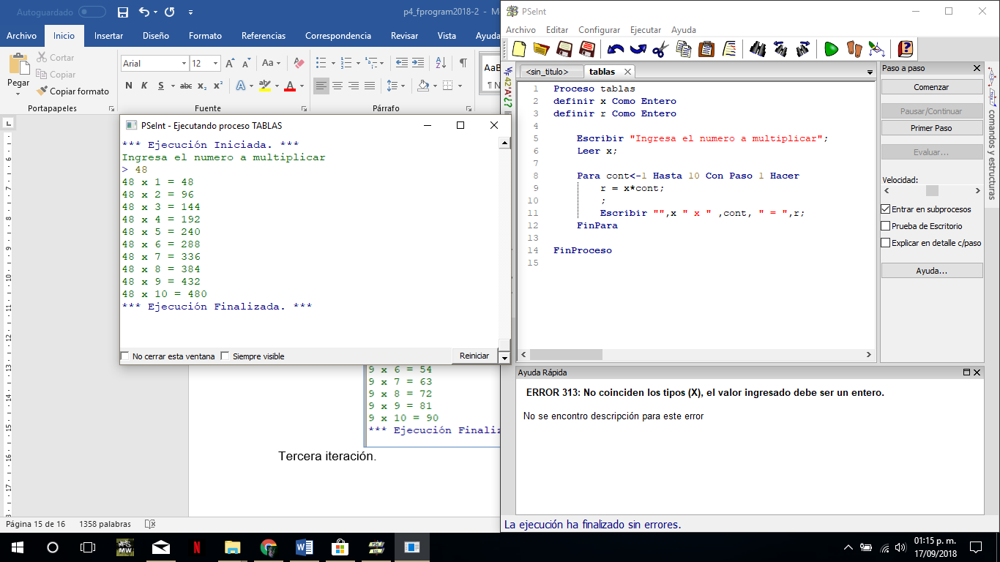 Autoguardado
p4_fprogram2018-2 - M
Archivo Inicio Insertar Diseño Formato Referencias Correspondencia Revisar Vista Ayuda
Pegar
Cortar
Copiar
Copiar formato
Portapapeles
Arial 12
N K S abc x₂ x²
Fuente
Párrafo
AaB
¶ N
PSeInt - Ejecutando proceso TABLAS
*** Ejecución Iniciada. ***
Ingresa el numero a multiplicar
> 48
48 x 1 = 48
48 x 2 = 96
48 x 3 = 144
48 x 4 = 192
48 x 5 = 240
48 x 6 = 288
48 x 7 = 336
48 x 8 = 384
48 x 9 = 432
48 x 10 = 480
*** Ejecución Finalizada. ***
No cerrar esta ventana Siempre visible Reiniciar
9 x 6 = 54
9 x 7 = 63
9 x 8 = 72
9 x 9 = 81
9 x 10 = 90
*** Ejecución Finali
Tercera iteración.
Página 15 de 16 1358 palabras
PSeInt
Archivo Editar Configurar Ejecutar Ayuda
<sin_titulo> tablas
1 Proceso tablas
2 definir x Como Entero
3 definir r Como Entero
4
5 Escribir "Ingresa el numero a multiplicar";
6 Leer x;
7
8 Para cont<-1 Hasta 10 Con Paso 1 Hacer
9 r = x*cont;
10 ;
11 Escribir "",x " x " ,cont, " = ",r;
12 FinPara
13
14 FinProceso
15
Paso a paso
Comenzar
Pausar/Continuar
Primer Paso
Evaluar...
Velocidad:
Entrar en subprocesos
Prueba de Escritorio
Explicar en detalle c/paso
Ayuda...
comandos y estructuras
Ayuda Rápida
ERROR 313: No coinciden los tipos (X), el valor ingresado debe ser un entero.
No se encontro descripción para este error
La ejecución ha finalizado sin errores.
01:15 p. m.
17/09/2018